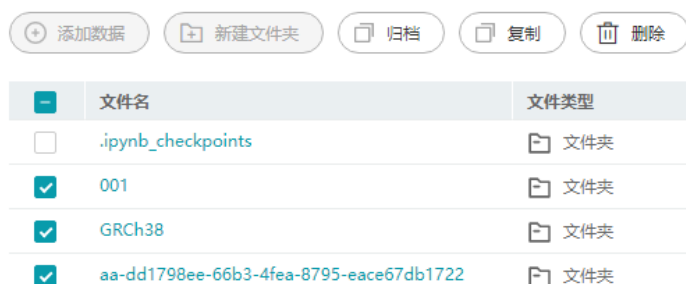 添加数据 新建文件夹 归档 复制 删除
文件名 文件类型
.ipynb_checkpoints 文件夹
001 文件夹
GRCh38 文件夹
aa-dd1798ee-66b3-4fea-8795-eace67db1722 文件夹